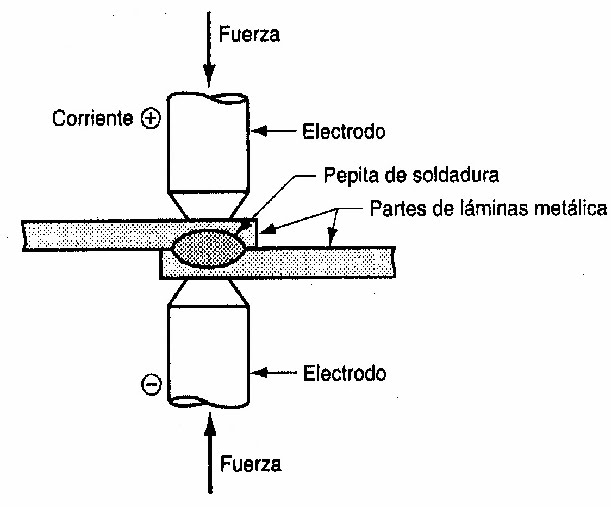 Fuerza
Corriente ⊕
Electrodo
Pepita de soldadura
Partes de láminas metálica
⊖
Electrodo
Fuerza